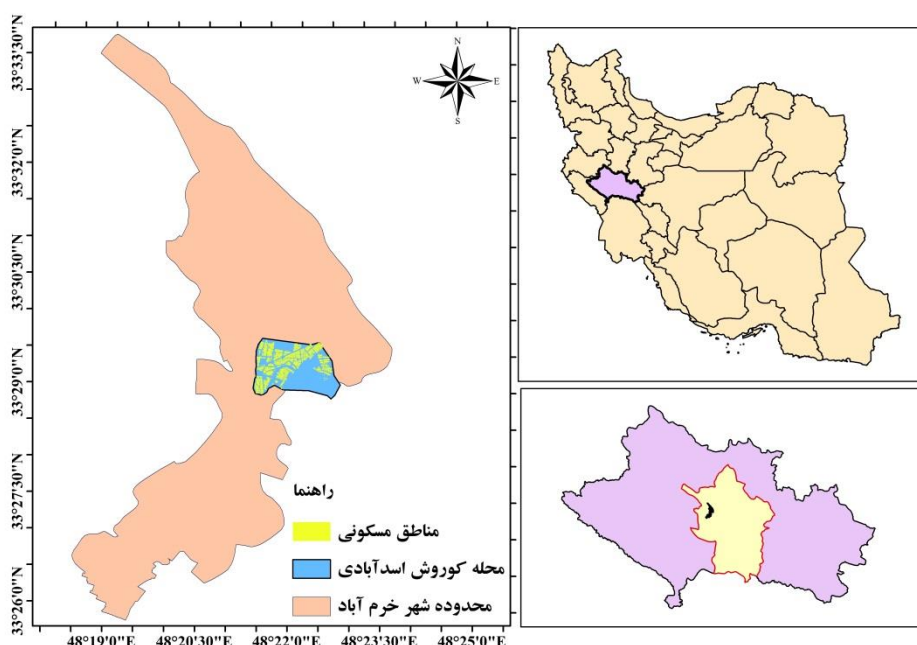 33°33'30"N
33°32'0"N
33°30'30"N
33°29'0"N
33°27'30"N
33°26'0"N
N
W
E
S
راهنما
مناطق مسکونی
محله کوروش اسدآبادی
محدوده شهر خرم آباد
48°19'0"E
48°20'30"E
48°22'0"E
48°23'30"E
48°25'0"E